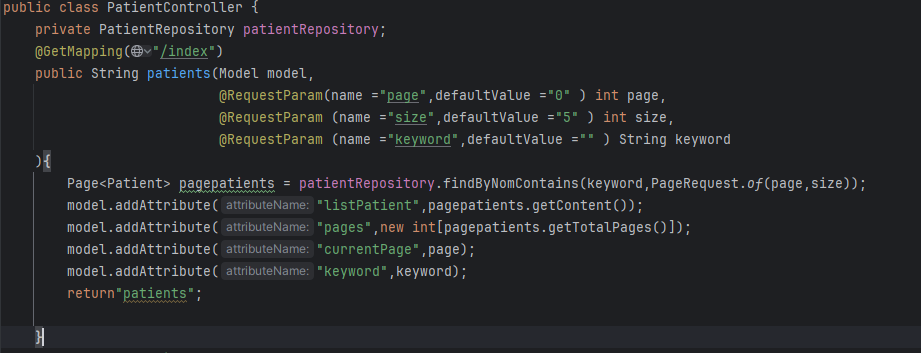 public class PatientController {
    private PatientRepository patientRepository;
    @GetMapping("/index")
    public String patients(Model model,
                           @RequestParam(name ="page",defaultValue ="0" ) int page,
                           @RequestParam (name ="size",defaultValue ="5" ) int size,
                           @RequestParam (name ="keyword",defaultValue ="" ) String keyword
    ){
        Page<Patient> pagepatients = patientRepository.findByNomContains(keyword,PageRequest.of(page,size));
        model.addAttribute( attributeName: "listPatient",pagepatients.getContent());
        model.addAttribute( attributeName: "pages",new int[pagepatients.getTotalPages()]);
        model.addAttribute( attributeName: "currentPage",page);
        model.addAttribute( attributeName: "keyword",keyword);
        return"patients";
    }